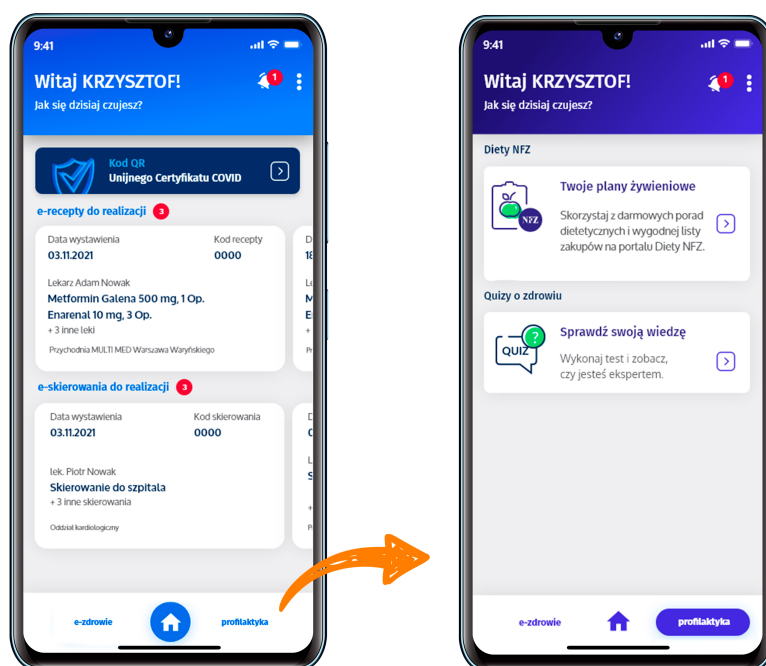 9:41
Witaj KRZYSZTOF!
1
Jak się dzisiaj czujesz?
Kod QR
Unijnego Certyfikatu COVID
e-recepty do realizacji 3
Data wystawienia Kod recepty
03.11.2021 0000
Lekarz Adam Nowak
Metformin Galena 500 mg, 1 Op.
Enarenal 10 mg, 3 Op.
+ 3 inne leki
Przychodnia MULTI MED Warszawa Waryńskiego
e-skierowania do realizacji 3
Data wystawienia Kod skierowania
03.11.2021 0000
lek. Piotr Nowak
Skierowanie do szpitala
+ 3 inne skierowania
Oddział kardiologiczny
e-zdrowie profilaktyka
9:41
Witaj KRZYSZTOF!
1
Jak się dzisiaj czujesz?
Diety NFZ
NFZ
Twoje plany żywieniowe
Skorzystaj z darmowych porad
dietetycznych i wygodnej listy
zakupów na portalu Diety NFZ.
Quizy o zdrowiu
?
QUIZ
Sprawdź swoją wiedzę
Wykonaj test i zobacz,
czy jesteś ekspertem.
e-zdrowie profilaktyka